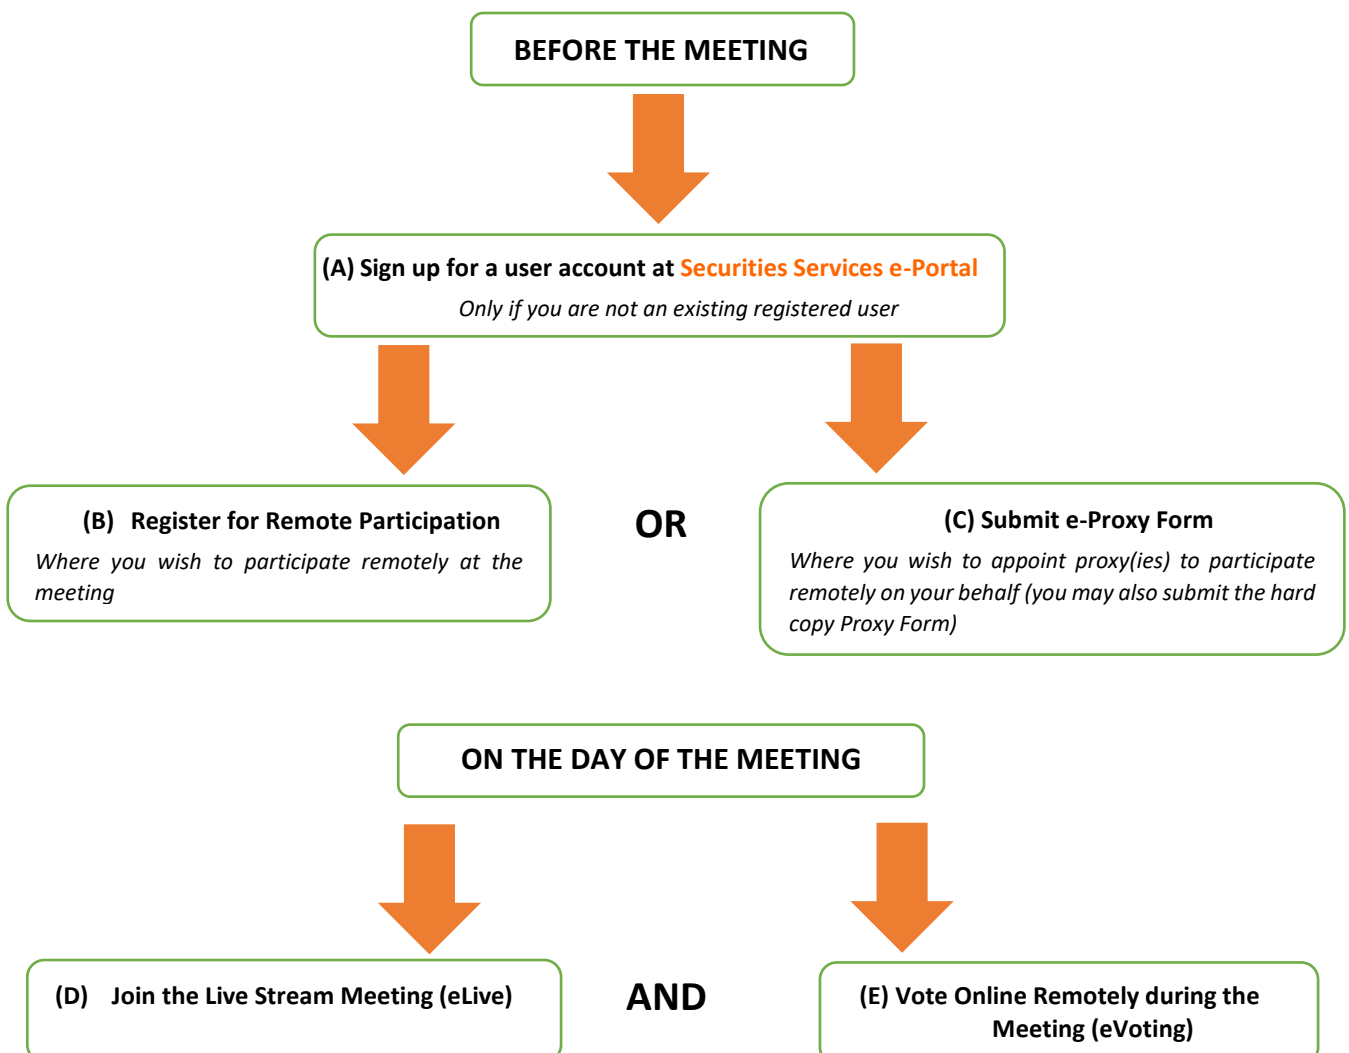 BEFORE THE MEETING
(A) Sign up for a user account at Securities Services e-Portal
Only if you are not an existing registered user
(B) Register for Remote Participation
Where you wish to participate remotely at the
meeting
OR
(C) Submit e-Proxy Form
Where you wish to appoint proxy(ies) to participate
remotely on your behalf (you may also submit the hard
copy Proxy Form)
ON THE DAY OF THE MEETING
(D) Join the Live Stream Meeting (eLive)
AND
(E) Vote Online Remotely during the
Meeting (eVoting)